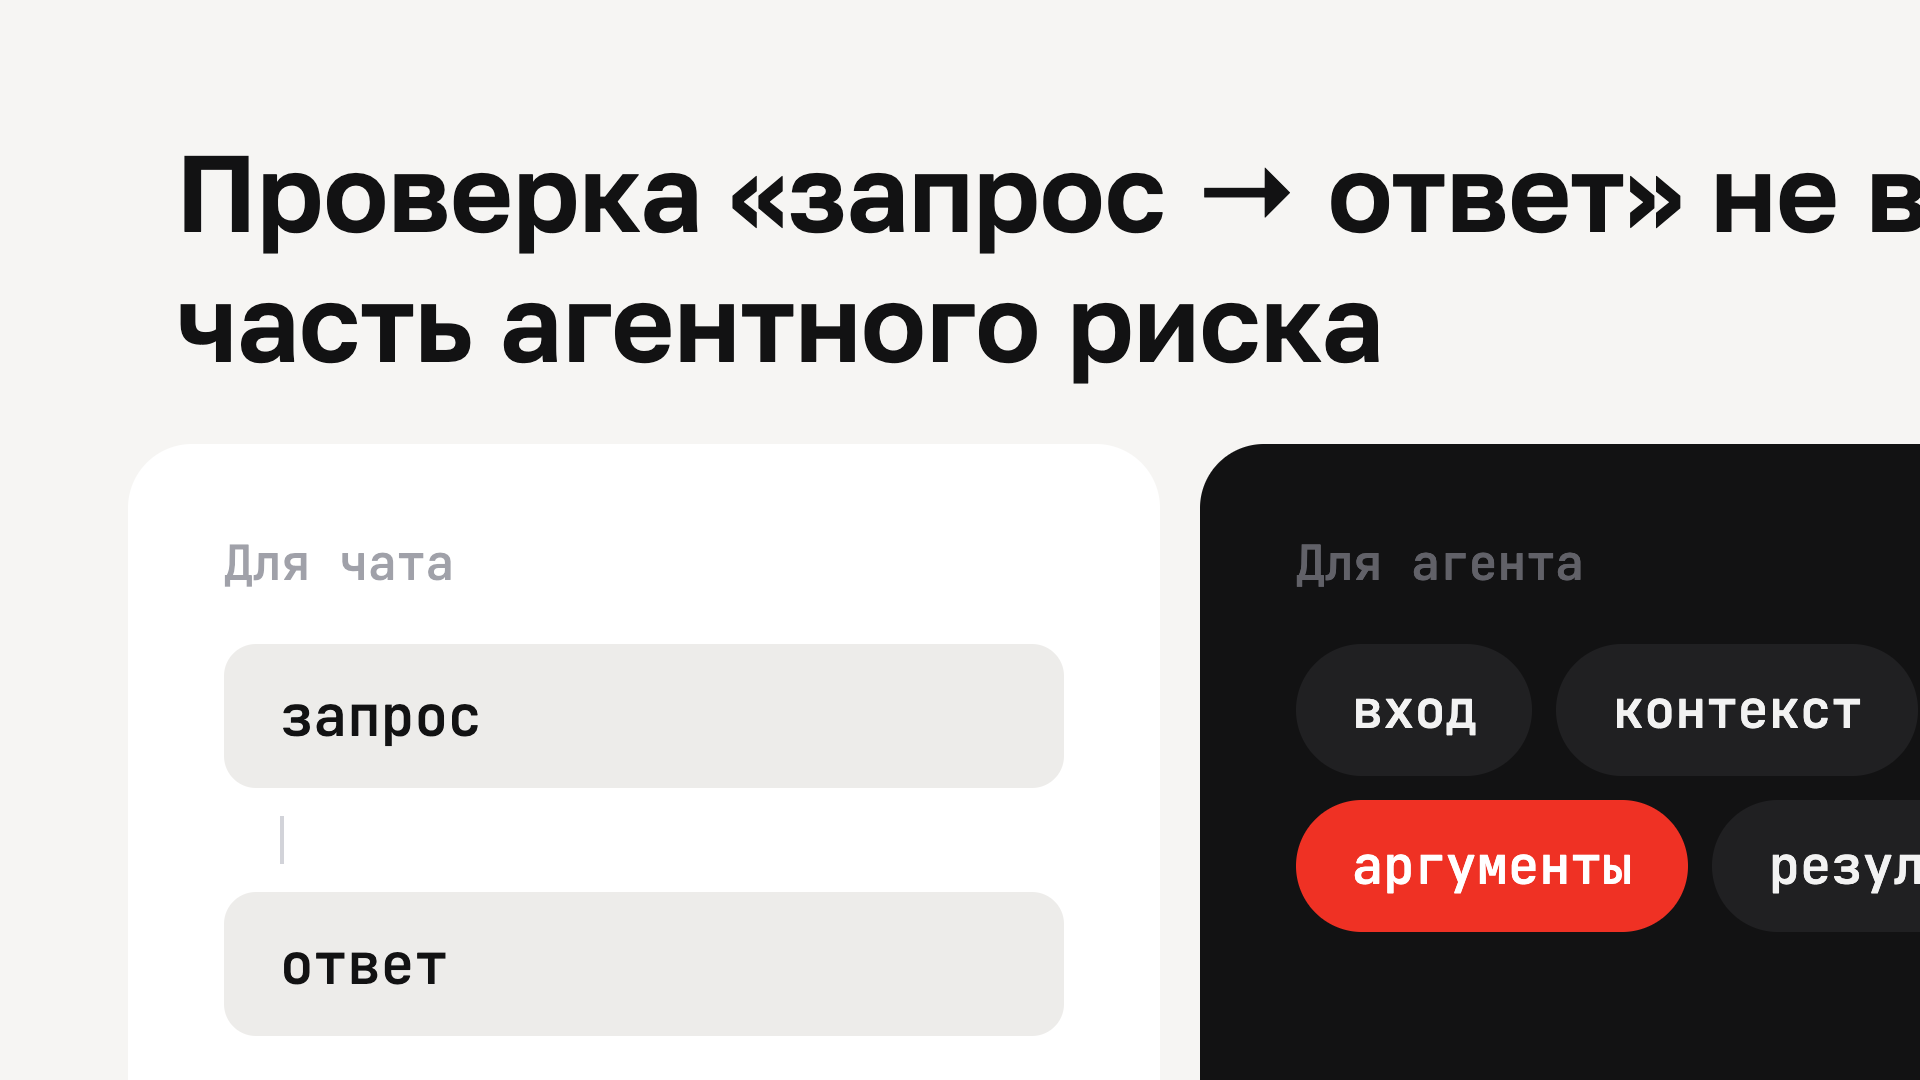 Проверка «запрос → ответ» не
часть агентного риска
Для чата
Для агента
запрос
вход
контекст
аргументы
ответ